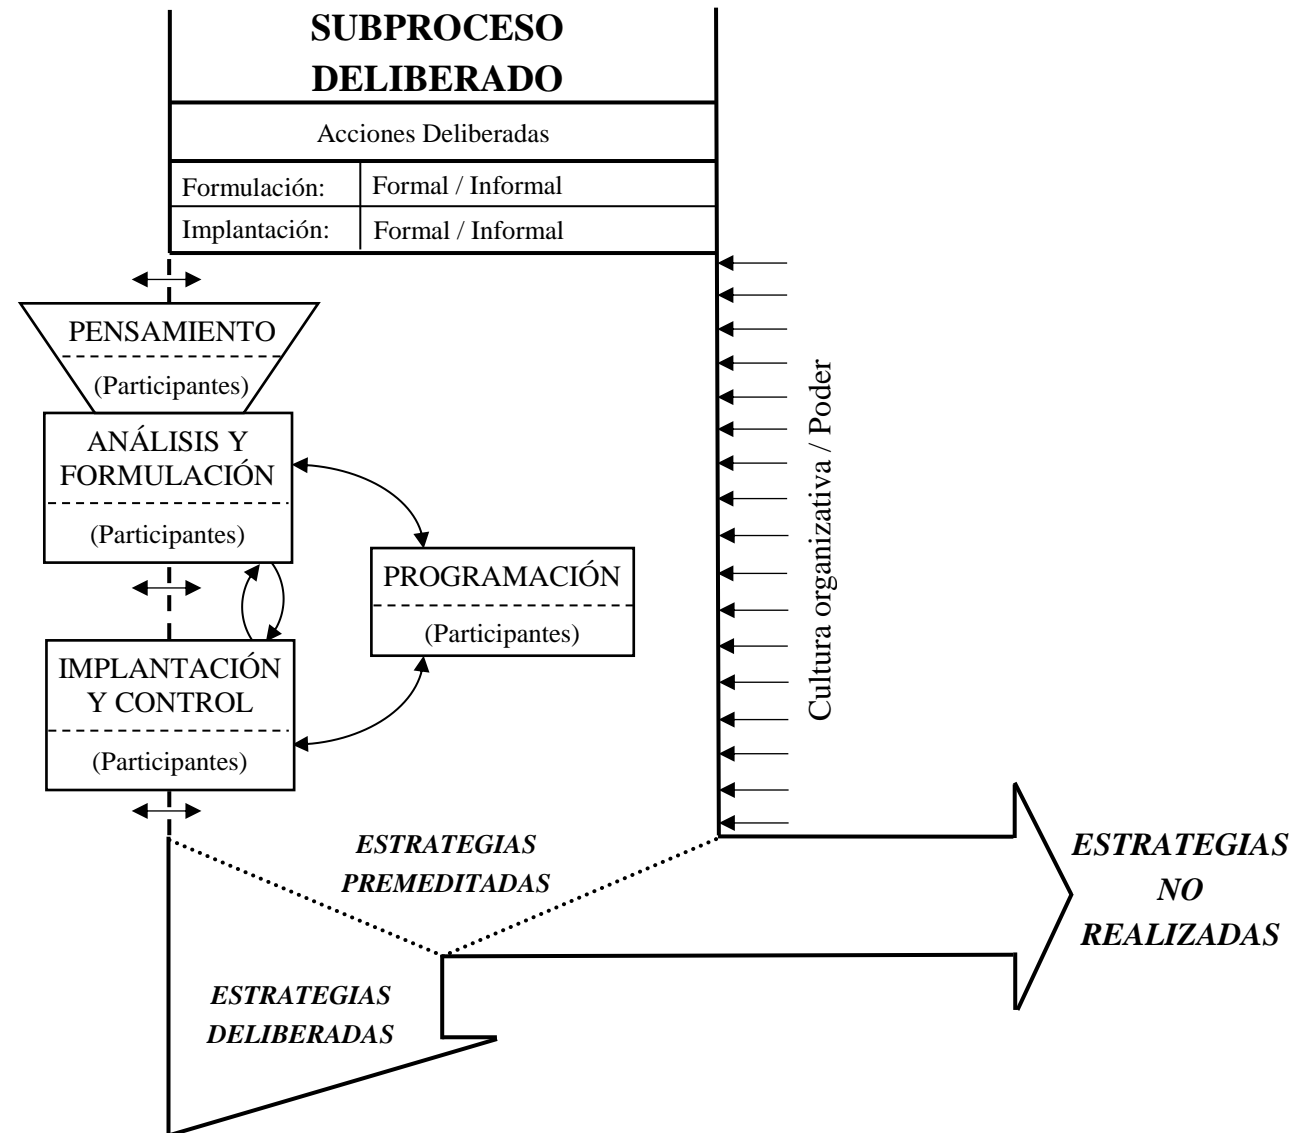 SUBPROCESO
DELIBERADO
Acciones Deliberadas
Formulación: Formal / Informal
Implantación: Formal / Informal
PENSAMIENTO
(Participantes)
ANÁLISIS Y
FORMULACIÓN
(Participantes)
PROGRAMACIÓN
(Participantes)
IMPLANTACIÓN
Y CONTROL
(Participantes)
Cultura organizativa / Poder
ESTRATEGIAS
PREMEDITADAS
ESTRATEGIAS
NO
REALIZADAS
ESTRATEGIAS
DELIBERADAS